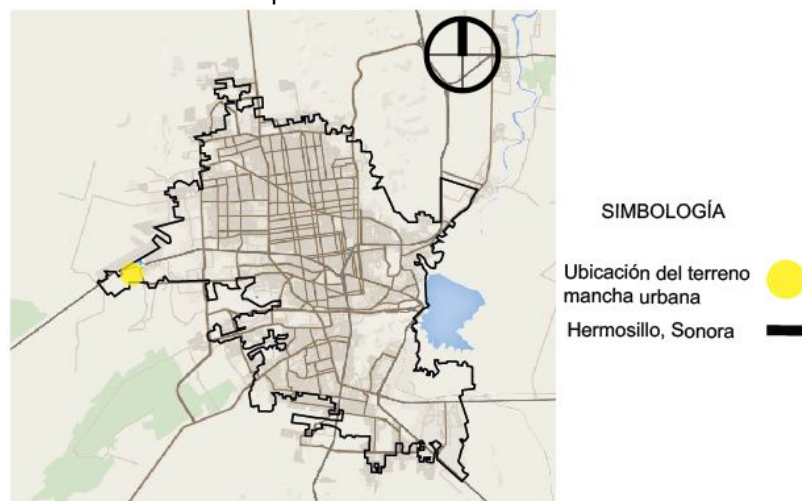 SIMBOLOGÍA
Ubicación del terreno
mancha urbana
Hermosillo, Sonora